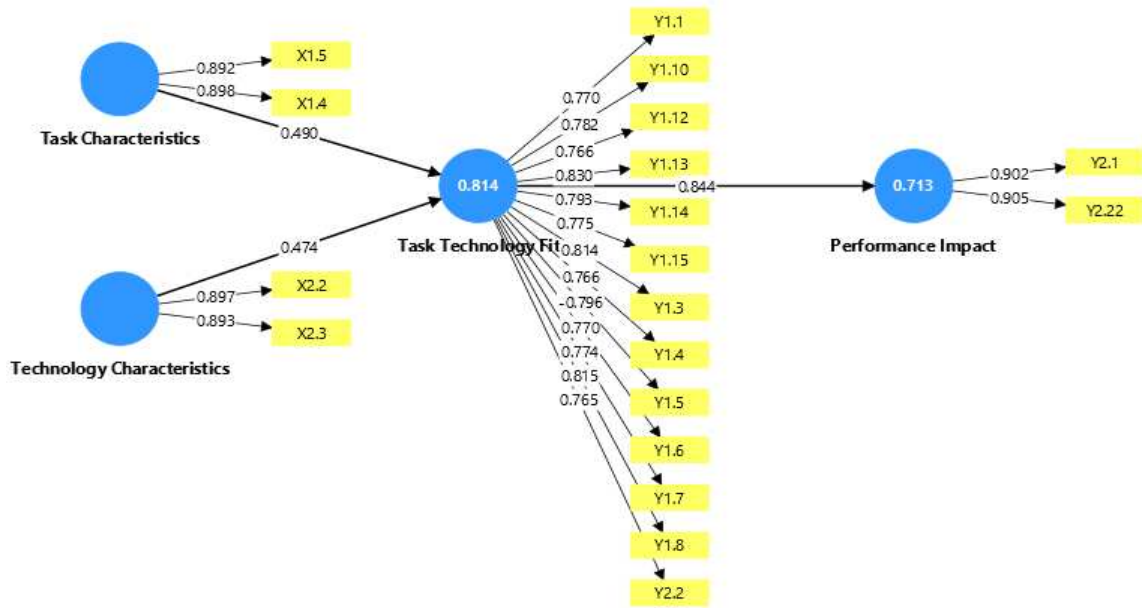 Y1.1
X1.5
0.892
Y1.10
0.898
X1.4
0.770
Y1.12
0.782
Task Characteristics
0.490
0.766
Y1.13
Y2.1
0.830
0.902
0.814
0.844
0.713
0.793
0.905
Y1.14
Y2.22
0.775
Task Technology Fit
Performance Impact
0.474
0.814
Y1.15
0.766
X2.2
0.897
0.796
Y1.3
0.893
X2.3
0.770
Y1.4
0.774
Technology Characteristics
0.815
0.765
Y1.5
Y1.6
Y1.7
Y1.8
Y2.2